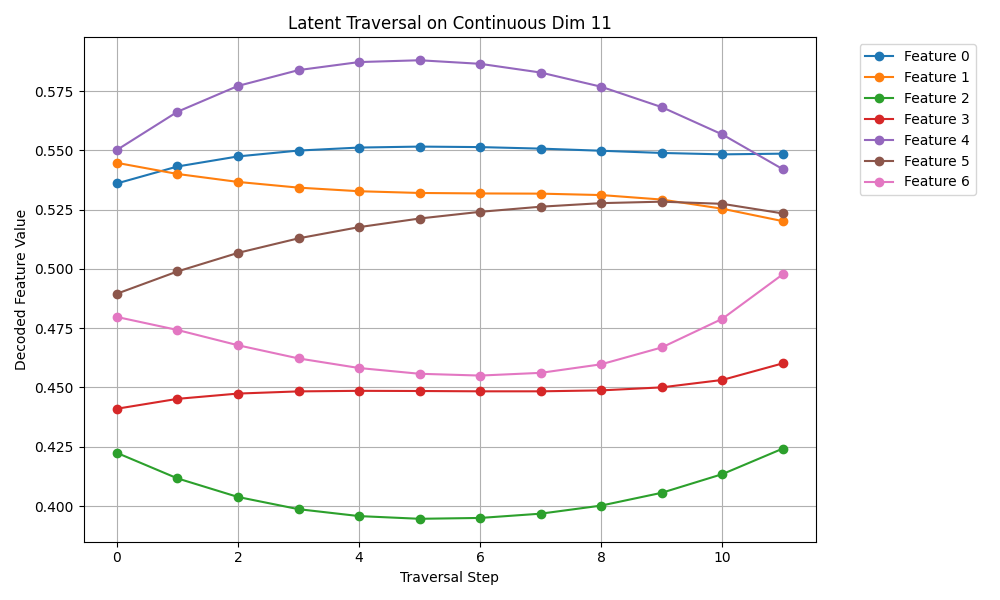 Latent Traversal on Continuous Dim 11
Decoded Feature Value
0.575
0.550
0.525
0.500
0.475
0.450
0.425
0.400
0
2
4
6
8
10
Traversal Step
Feature 0
Feature 1
Feature 2
Feature 3
Feature 4
Feature 5
Feature 6